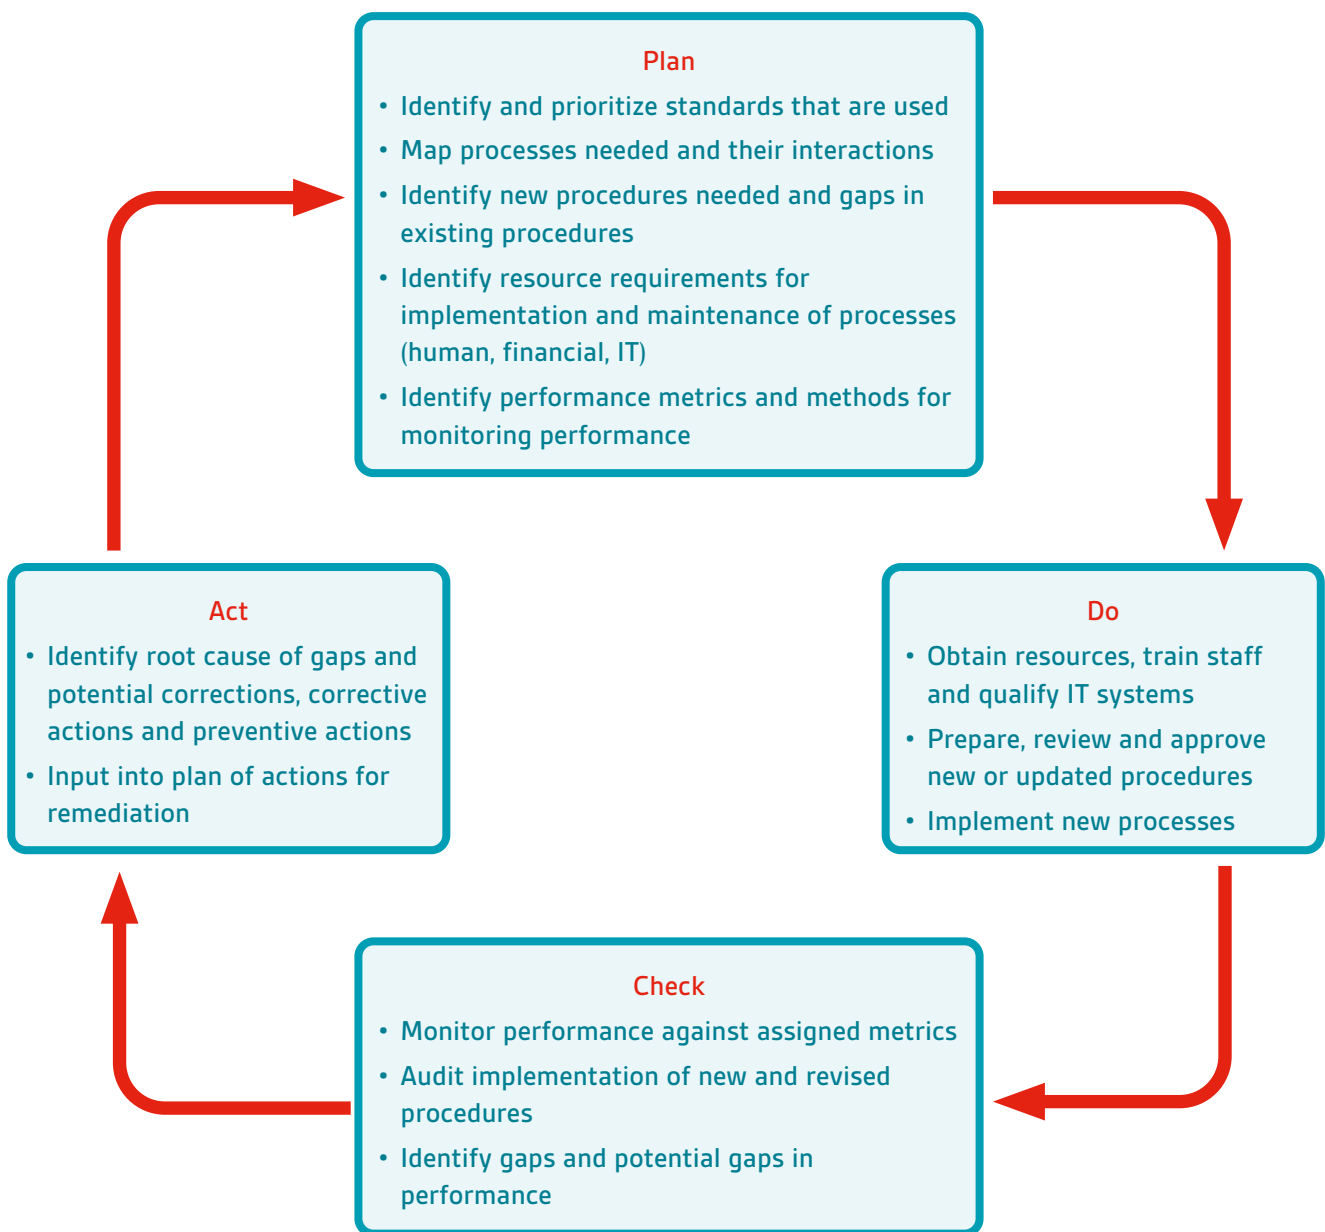 Plan
• Identify and prioritize standards that are used
• Map processes needed and their interactions
• Identify new procedures needed and gaps in
existing procedures
• Identify resource requirements for
implementation and maintenance of processes
(human, financial, IT)
• Identify performance metrics and methods for
monitoring performance
Do
• Obtain resources, train staff
and qualify IT systems
• Prepare, review and approve
new or updated procedures
• Implement new processes
Check
• Monitor performance against assigned metrics
• Audit implementation of new and revised
procedures
• Identify gaps and potential gaps in
performance
Act
• Identify root cause of gaps and
potential corrections, corrective
actions and preventive actions
• Input into plan of actions for
remediation